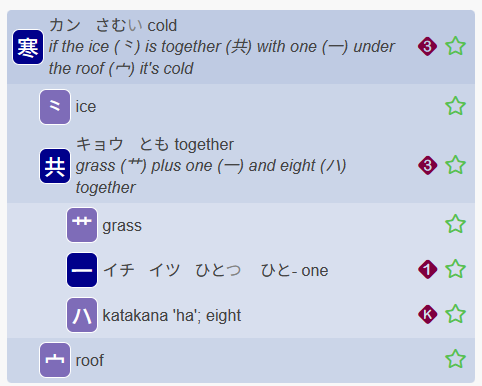 寒 カン さむい cold
if the ice (⺀) is together (共) with one (一) under 3
the roof (宀) it's cold
⺀ ice
共 キョウ とも together
grass (艹) plus one (一) and eight (ハ) 3
together
艹 grass
一 イチ イツ ひとつ ひと- one 1
ハ katakana 'ha'; eight K
宀 roof